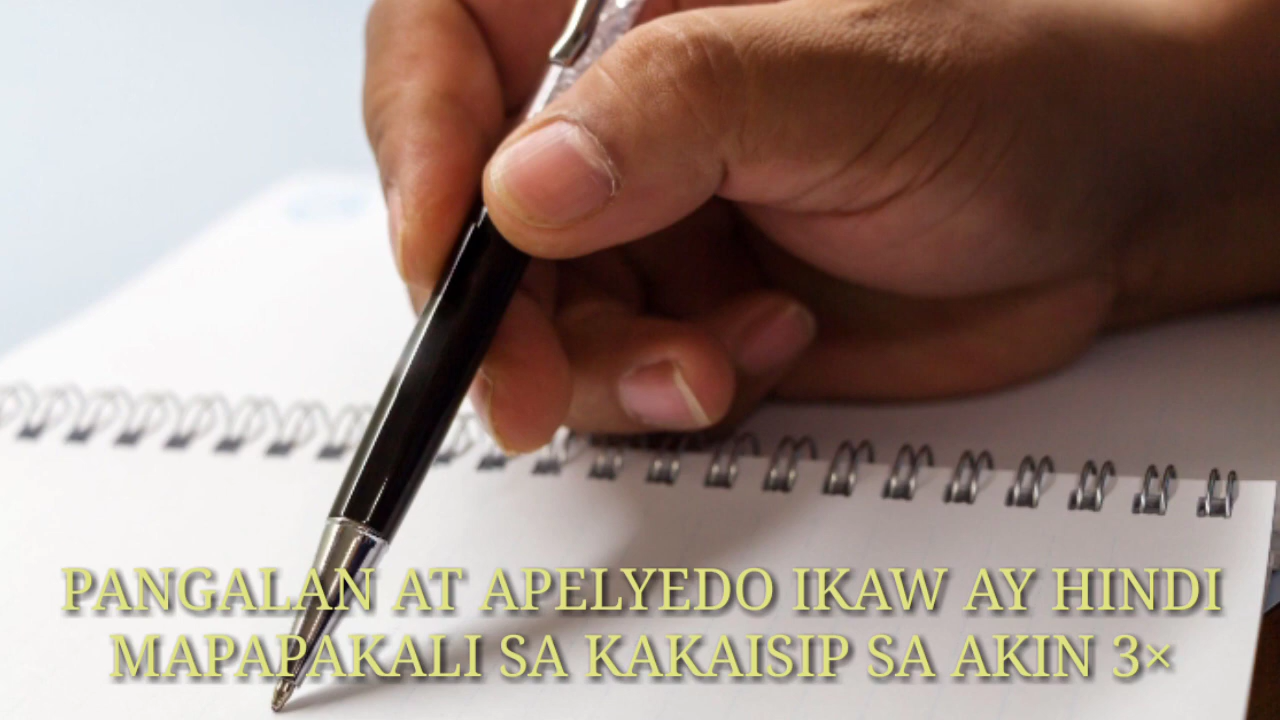 PANGALAN AT APELYEDO IKAW AY HINDI
MAPAPAKALI SA KAKAISIP SA AKIN 3×